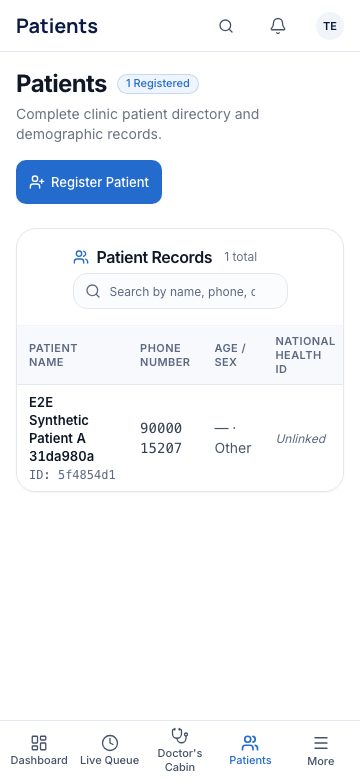 Patients
TE
Patients
1 Registered
Complete clinic patient directory and
demographic records.
Register Patient
Patient Records
1 total
Search by name, phone, c
PATIENT
NAME
PHONE
NUMBER
AGE /
SEX
NATIONAL
HEALTH
ID
E2E
Synthetic
Patient A
31da980a
ID: 5f4854d1
90000
15207
— ·
Other
Unlinked
Dashboard
Live Queue
Doctor's
Cabin
Patients
More